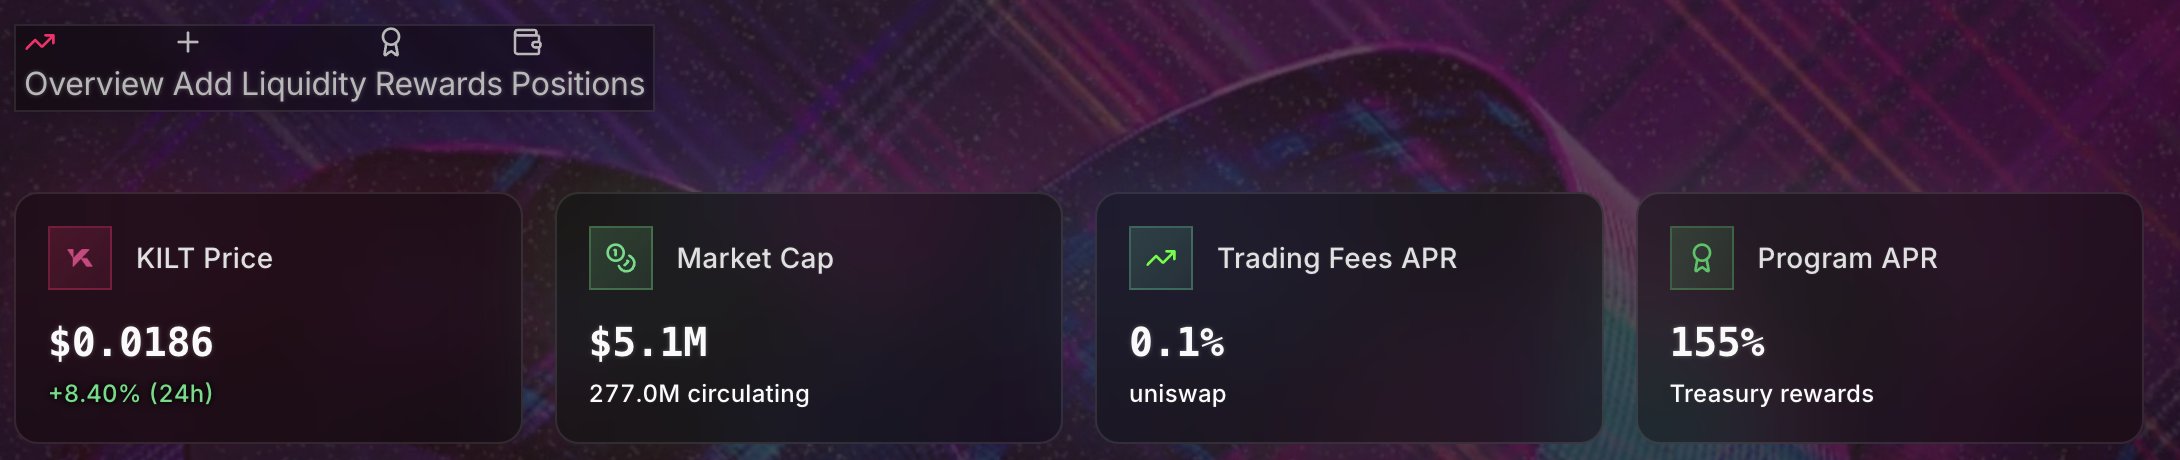 Overview Add Liquidity Rewards Positions
KILT Price
$0.0186
+8.40% (24h)
Market Cap
$5.1M
277.0M circulating
Trading Fees APR
0.1%
uniswap
Program APR
155%
Treasury rewards